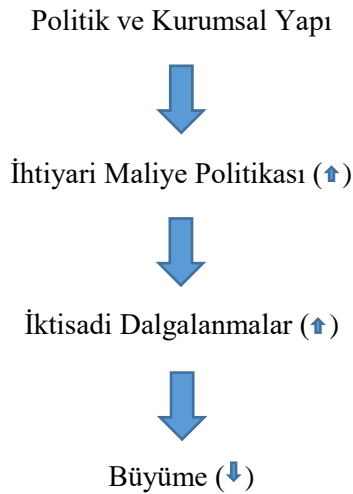 Politik ve Kurumsal Yapı
İhtiyari Maliye Politikası (⬆)
İktisadi Dalgalanmalar (⬆)
Büyüme (⬇)